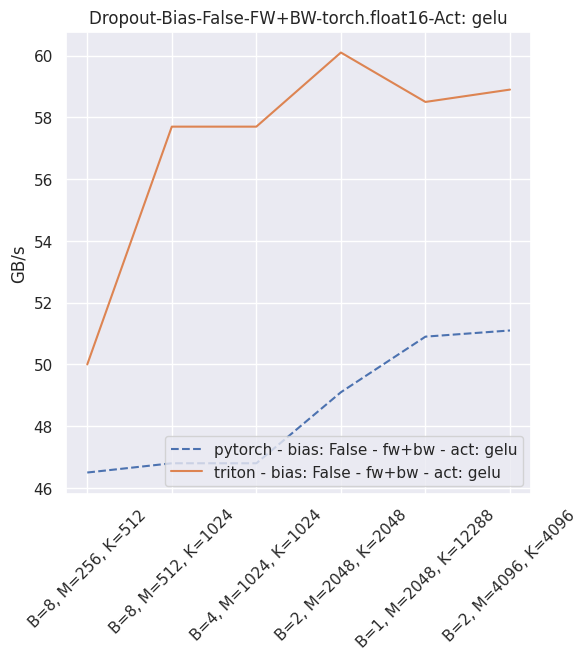 Dropout-Bias-False-FW+BW-torch.float16-Act: gelu
GB/s
60
58
56
54
52
50
48
46
pytorch - bias: False - fw+bw - act: gelu
triton - bias: False - fw+bw - act: gelu
B=8, M=256, K=512
B=8, M=512, K=1024
B=4, M=1024, K=1024
B=2, M=2048, K=2048
B=1, M=2048, K=12288
B=2, M=4096, K=4096